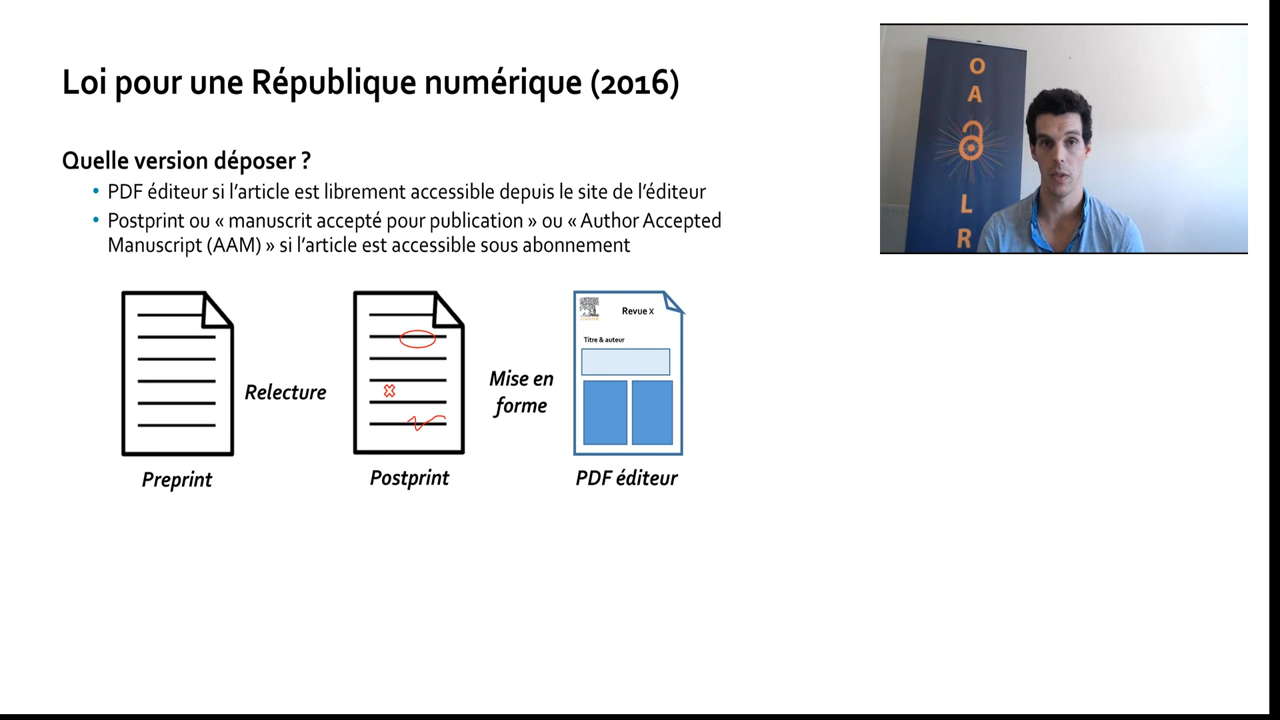 Loi pour une République numérique (2016)
Quelle version déposer ?
• PDF éditeur si l'article est librement accessible depuis le site de l'éditeur
• Postprint ou « manuscrit accepté pour publication » ou « Author Accepted
Manuscript (AAM) » si l'article est accessible sous abonnement
Relecture
Mise en
forme
Revue x
Titre & auteur
Preprint
Postprint
PDF éditeur
O
A
L
R